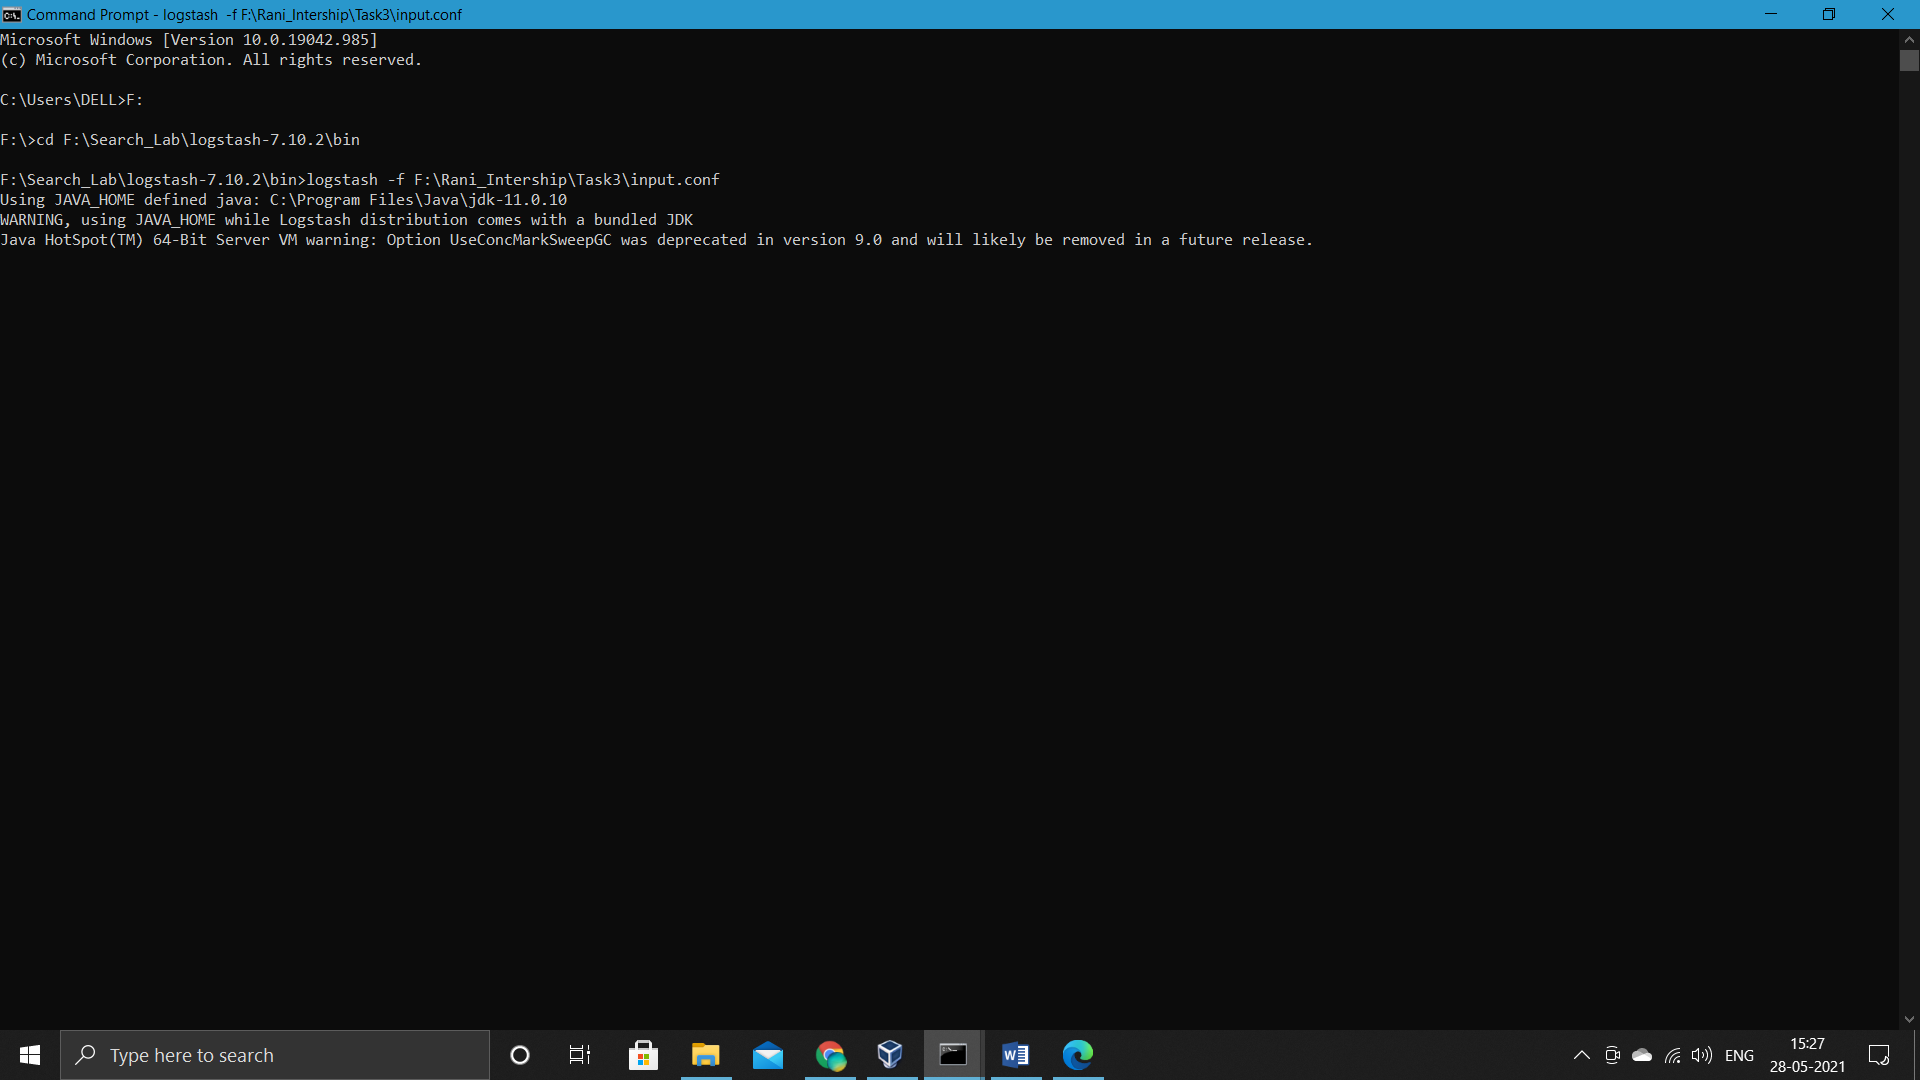 Command Prompt - logstash  -f F:\Rani_Intership\Task3\input.conf
Microsoft Windows [Version 10.0.19042.985]
(c) Microsoft Corporation. All rights reserved.
C:\Users\DELL>F:
F:\>cd F:\Search_Lab\logstash-7.10.2\bin
F:\Search_Lab\logstash-7.10.2\bin>logstash -f F:\Rani_Intership\Task3\input.conf
Using JAVA_HOME defined java: C:\Program Files\Java\jdk-11.0.10
WARNING, using JAVA_HOME while Logstash distribution comes with a bundled JDK
Java HotSpot(TM) 64-Bit Server VM warning: Option UseConcMarkSweepGC was deprecated in version 9.0 and will likely be removed in a future release.
Type here to search
ENG
15:27
28-05-2021